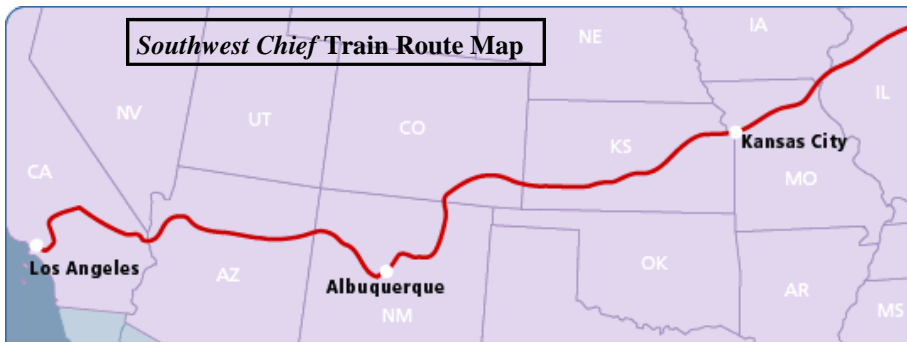 Southwest Chief Train Route Map
NE
IA
NV
UT
CO
IL
KS
Kansas City
CA
MO
Los Angeles
AZ
Albuquerque
OK
NM
AR
MS